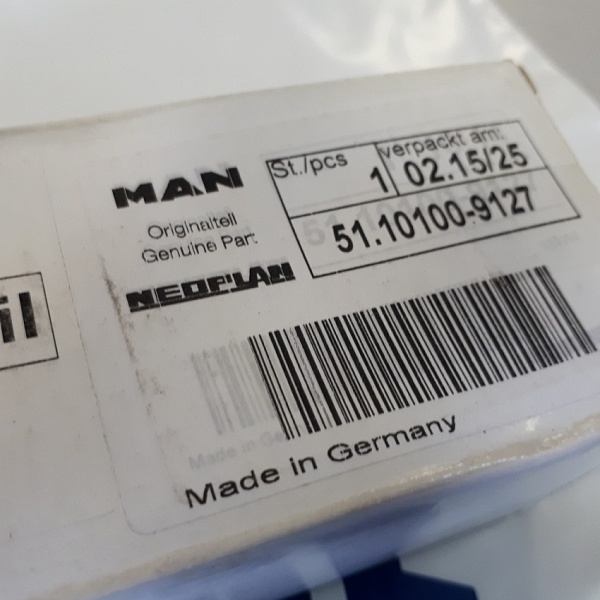 MAN
Originalteil
Genuine Part
NEOPLAN
St./pcs
1
verpackt am:
02.15/25
51.10100-9127
Made in Germany
il